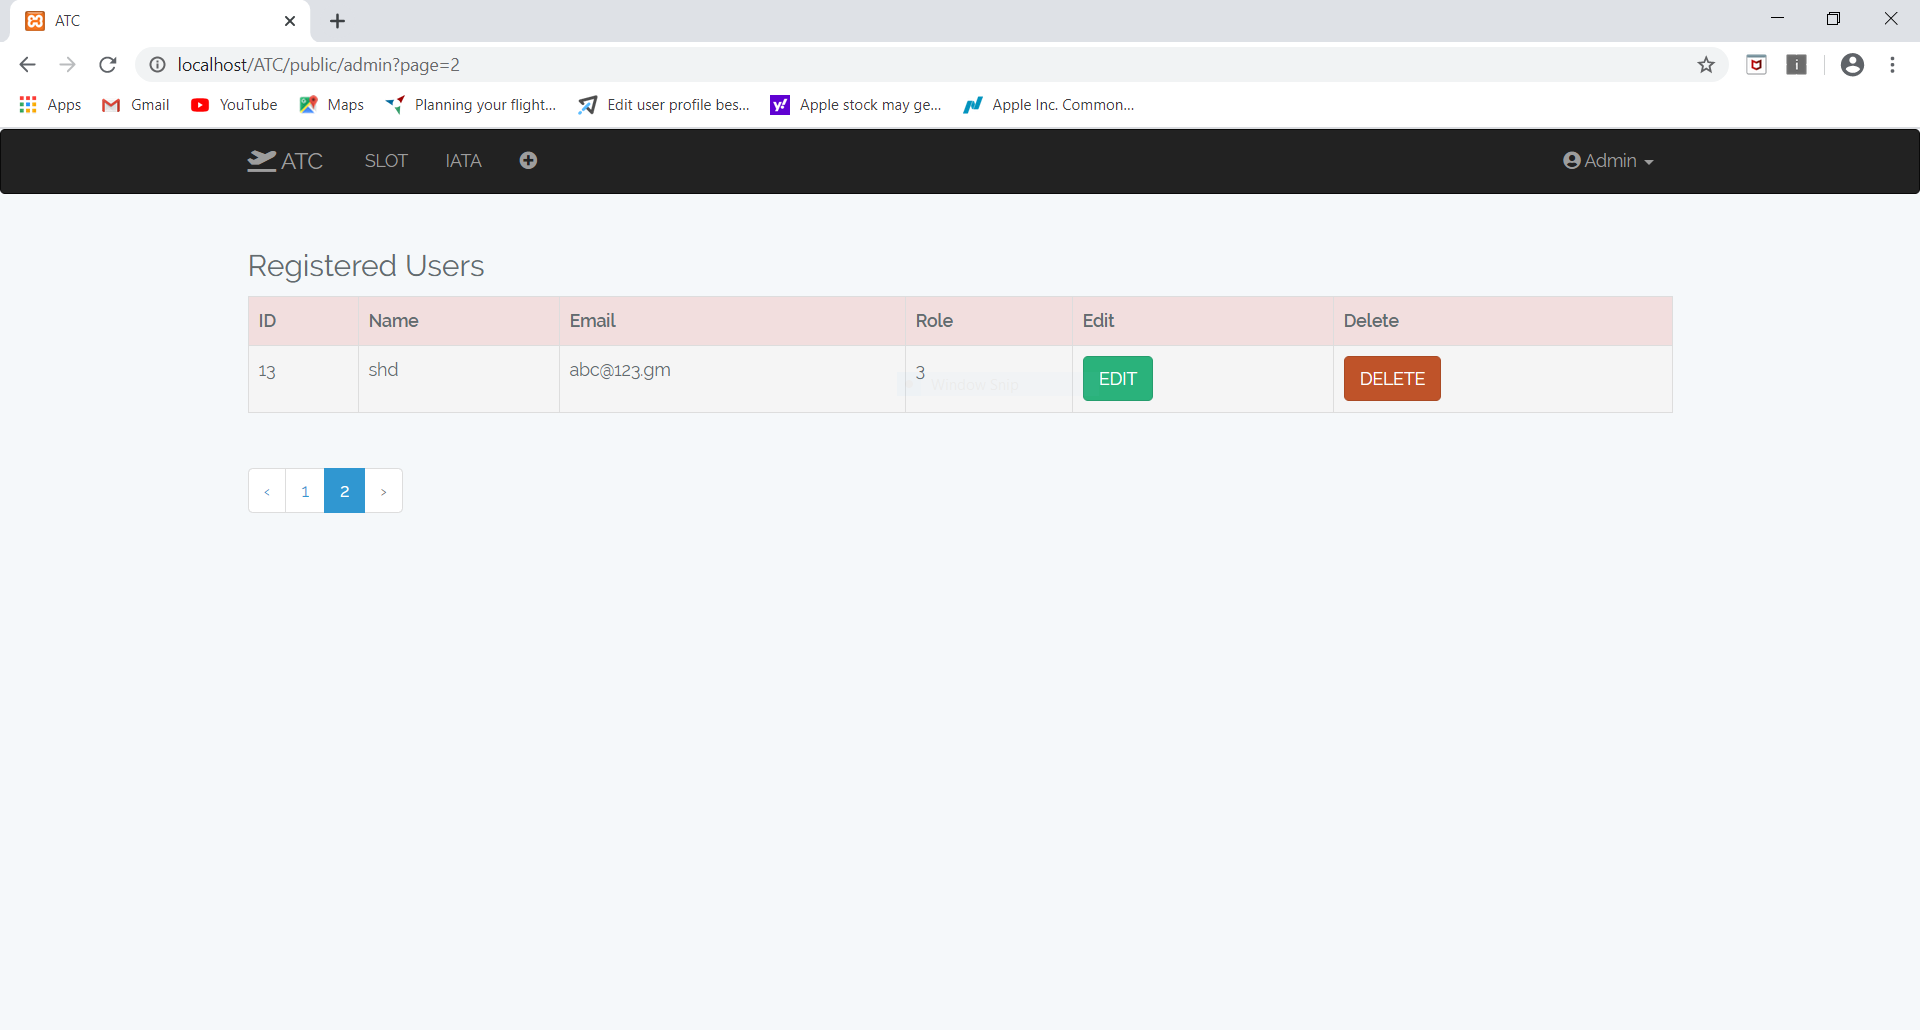 ATC
localhost/ATC/public/admin?page=2
Apps Gmail YouTube Maps Planning your flight... Edit user profile bes... Apple stock may ge... Apple Inc. Common...
ATC SLOT IATA Admin
Registered Users
ID Name Email Role Edit Delete
13 shd abc@123.gm 3 EDIT DELETE
Window Snip
‹ 1 2 ›